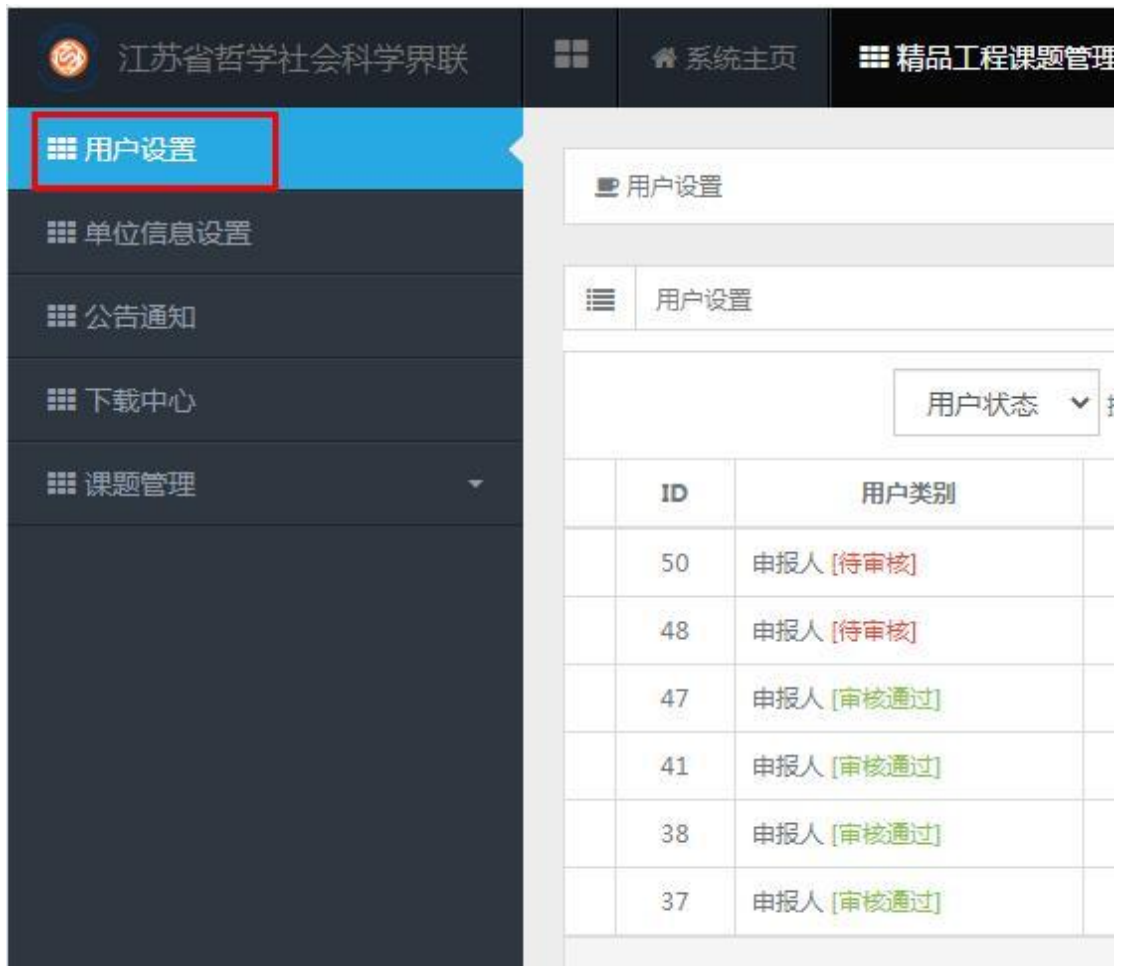 江苏省哲学社会科学界联
系统主页
精品工程课题管理
用户设置
单位信息设置
公告通知
下载中心
课题管理
用户设置
用户设置
用户状态
ID 用户类别
50 申报人 [待审核]
48 申报人 [待审核]
47 申报人 [审核通过]
41 申报人 [审核通过]
38 申报人 [审核通过]
37 申报人 [审核通过]